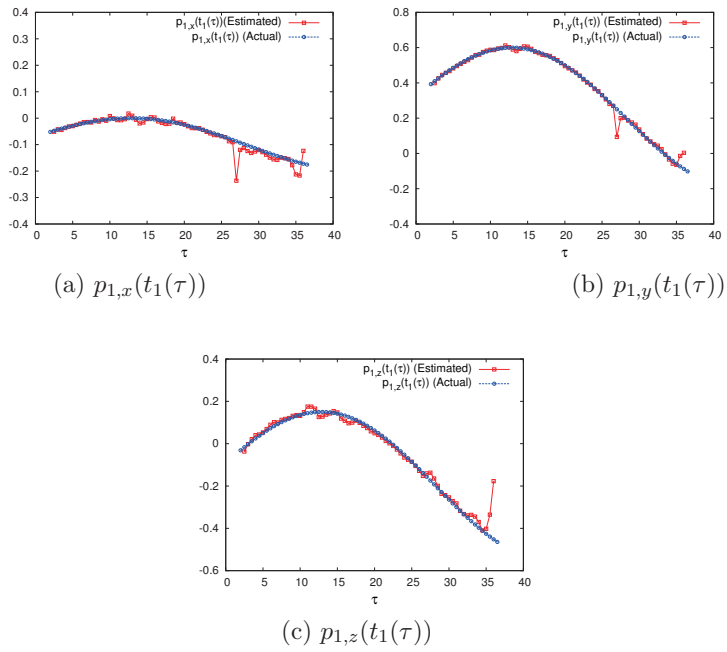 p1,x(t1(τ))(Estimated)
p1,x(t1(τ)) (Actual)
0.4
0.3
0.2
0.1
0
-0.1
-0.2
-0.3
-0.4
0 5 10 15 20 25 30 35 40
τ
(a) p1,x(t1(τ))
p1,y(t1(τ)) (Estimated)
p1,y(t1(τ)) (Actual)
0.8
0.6
0.4
0.2
0
-0.2
-0.4
0 5 10 15 20 25 30 35 40
τ
(b) p1,y(t1(τ))
p1,z(t1(τ)) (Estimated)
p1,z(t1(τ)) (Actual)
0.4
0.2
0
-0.2
-0.4
-0.6
0 5 10 15 20 25 30 35 40
τ
(c) p1,z(t1(τ))